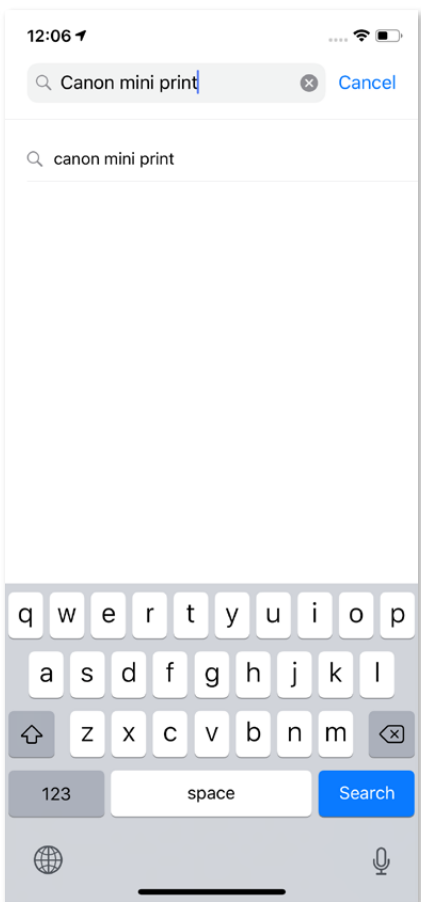 12:06
Canon mini print
Cancel
canon mini print
q w e r t y u i o p
a s d f g h j k l
z x c v b n m
123 space Search